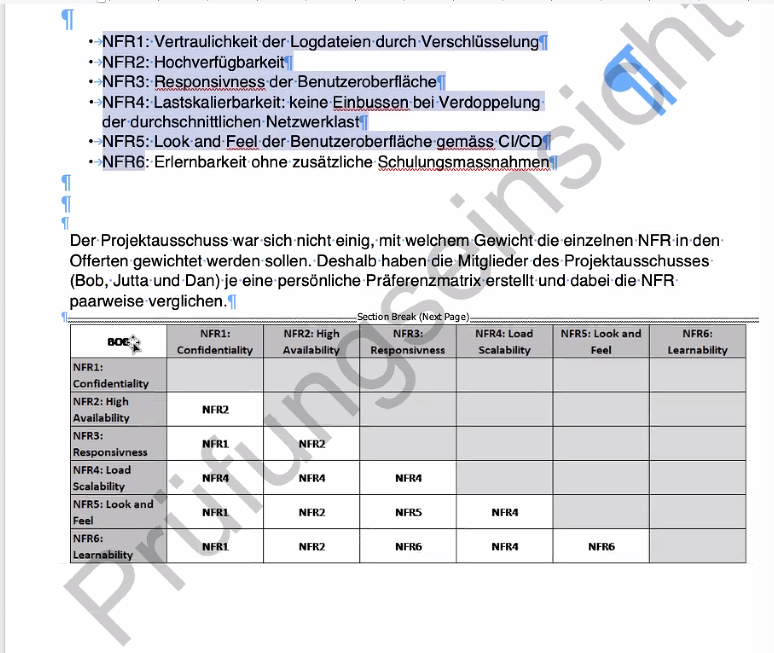 NFR1: Vertraulichkeit der Logdateien durch Verschlüsselung¶
NFR2: Hochverfügbarkeit¶
NFR3: Responsivness der Benutzeroberfläche¶
NFR4: Lastskalierbarkeit: keine Einbussen bei Verdoppelung
der durchschnittlichen Netzwerklast¶
NFR5: Look and Feel der Benutzeroberfläche gemäss CI/CD¶
NFR6: Erlernbarkeit ohne zusätzliche Schulungsmassnahmen¶
Der Projektausschuss war sich nicht einig, mit welchem Gewicht die einzelnen NFR in den
Offerten gewichtet werden sollen. Deshalb haben die Mitglieder des Projektausschusses
(Bob, Jutta und Dan) je eine persönliche Präferenzmatrix erstellt und dabei die NFR
paarweise verglichen.¶
Section Break (Next Page)
BOB NFR1: Confidentiality NFR2: High Availability NFR3: Responsivness NFR4: Load Scalability NFR5: Look and Feel NFR6: Learnability
NFR1: Confidentiality
NFR2: High Availability NFR2
NFR3: Responsivness NFR1 NFR2
NFR4: Load Scalability NFR4 NFR4 NFR4
NFR5: Look and Feel NFR1 NFR2 NFR5 NFR4
NFR6: Learnability NFR1 NFR2 NFR6 NFR4 NFR6
Prüfungseinsicht